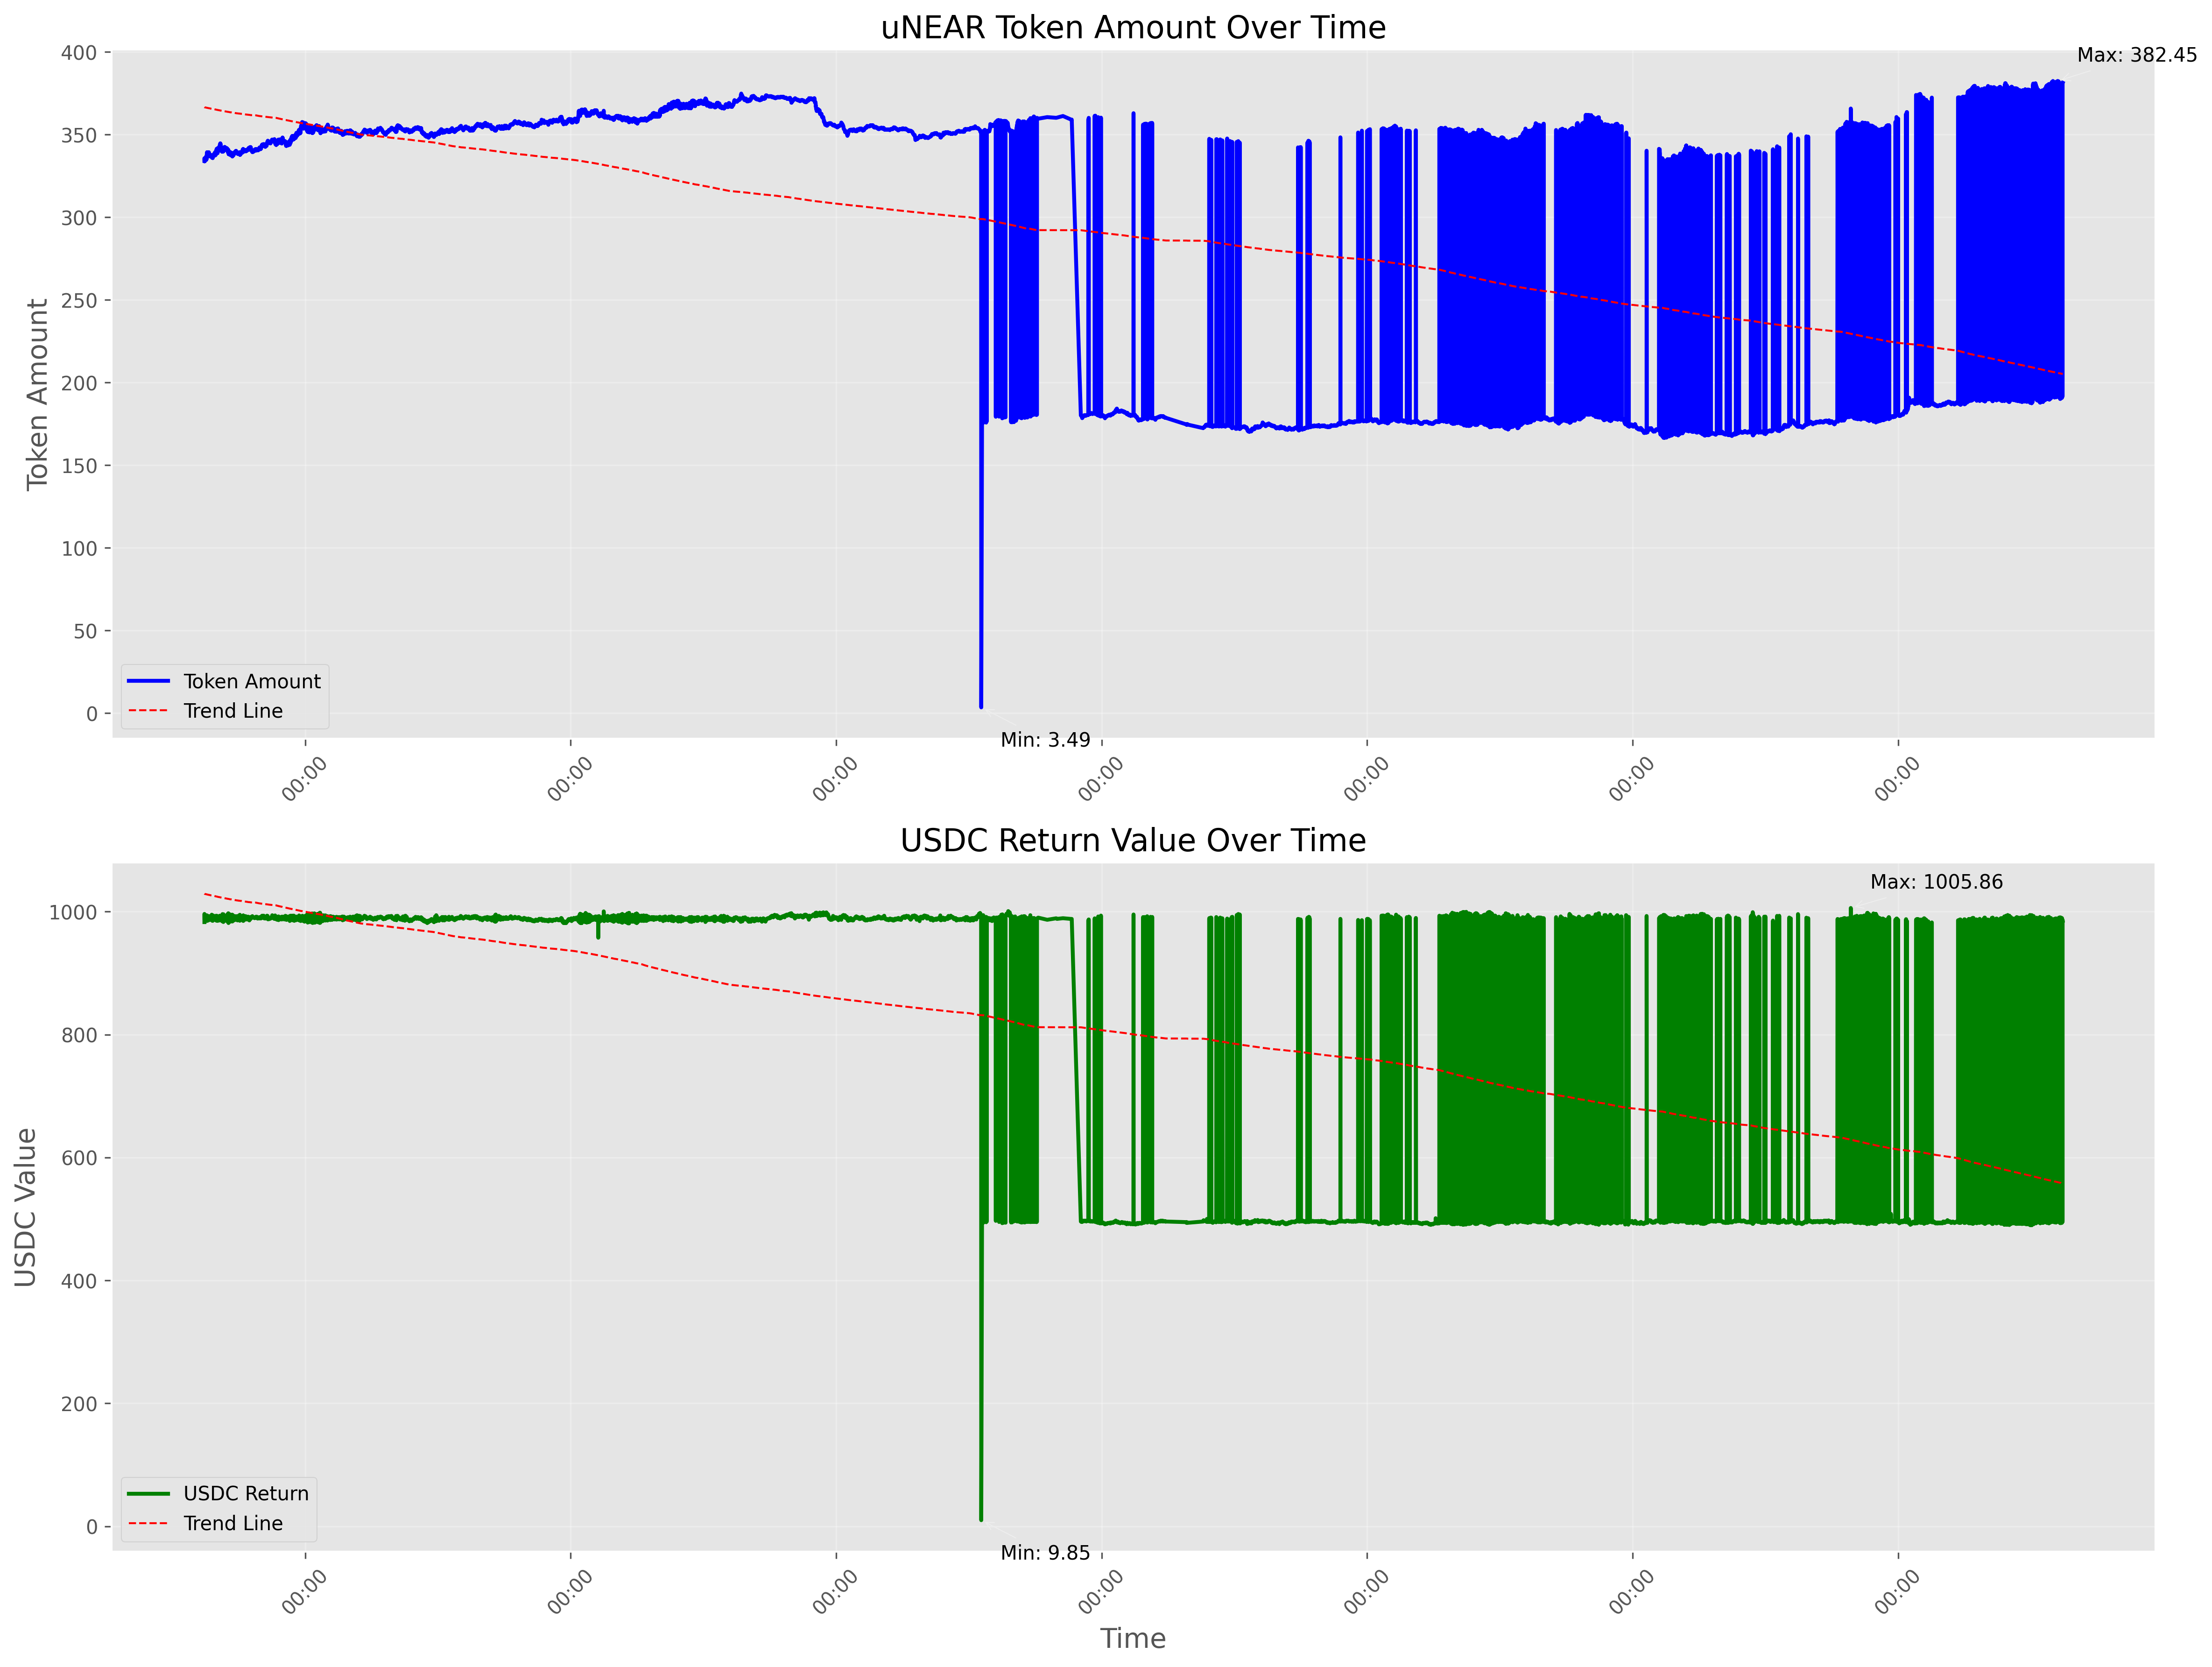 uNEAR Token Amount Over Time
Max: 382.45
400
350
300
250
200
150
100
50
0
Token Amount
Token Amount
Trend Line
Min: 3.49
00:00
00:00
00:00
00:00
00:00
00:00
00:00
USDC Return Value Over Time
Max: 1005.86
1000
800
600
400
200
0
USDC Value
USDC Return
Trend Line
Min: 9.85
00:00
00:00
00:00
00:00
00:00
00:00
00:00
Time